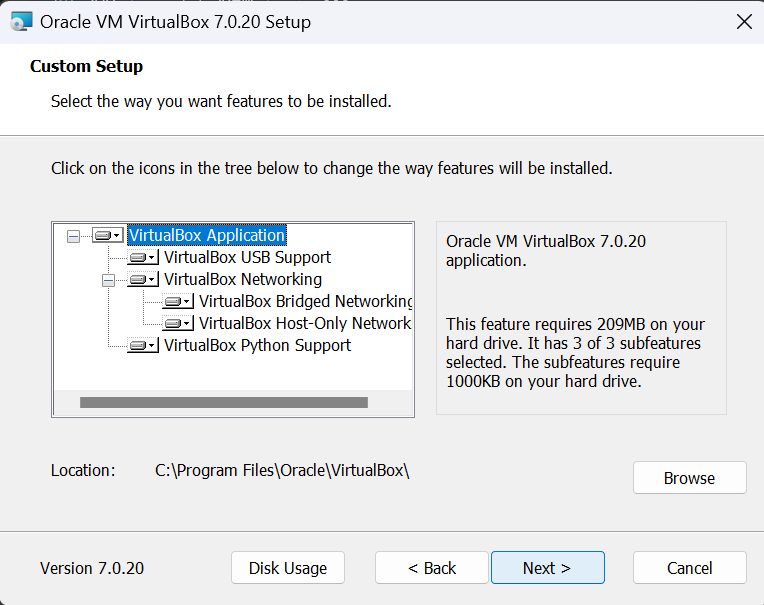 Oracle VM VirtualBox 7.0.20 Setup
Custom Setup
Select the way you want features to be installed.
Click on the icons in the tree below to change the way features will be installed.
VirtualBox Application
VirtualBox USB Support
VirtualBox Networking
VirtualBox Bridged Networking
VirtualBox Host-Only Network
VirtualBox Python Support
Oracle VM VirtualBox 7.0.20
application.
This feature requires 209MB on your
hard drive. It has 3 of 3 subfeatures
selected. The subfeatures require
1000KB on your hard drive.
Location: C:\Program Files\Oracle\VirtualBox\
Browse
Version 7.0.20
Disk Usage
< Back
Next >
Cancel